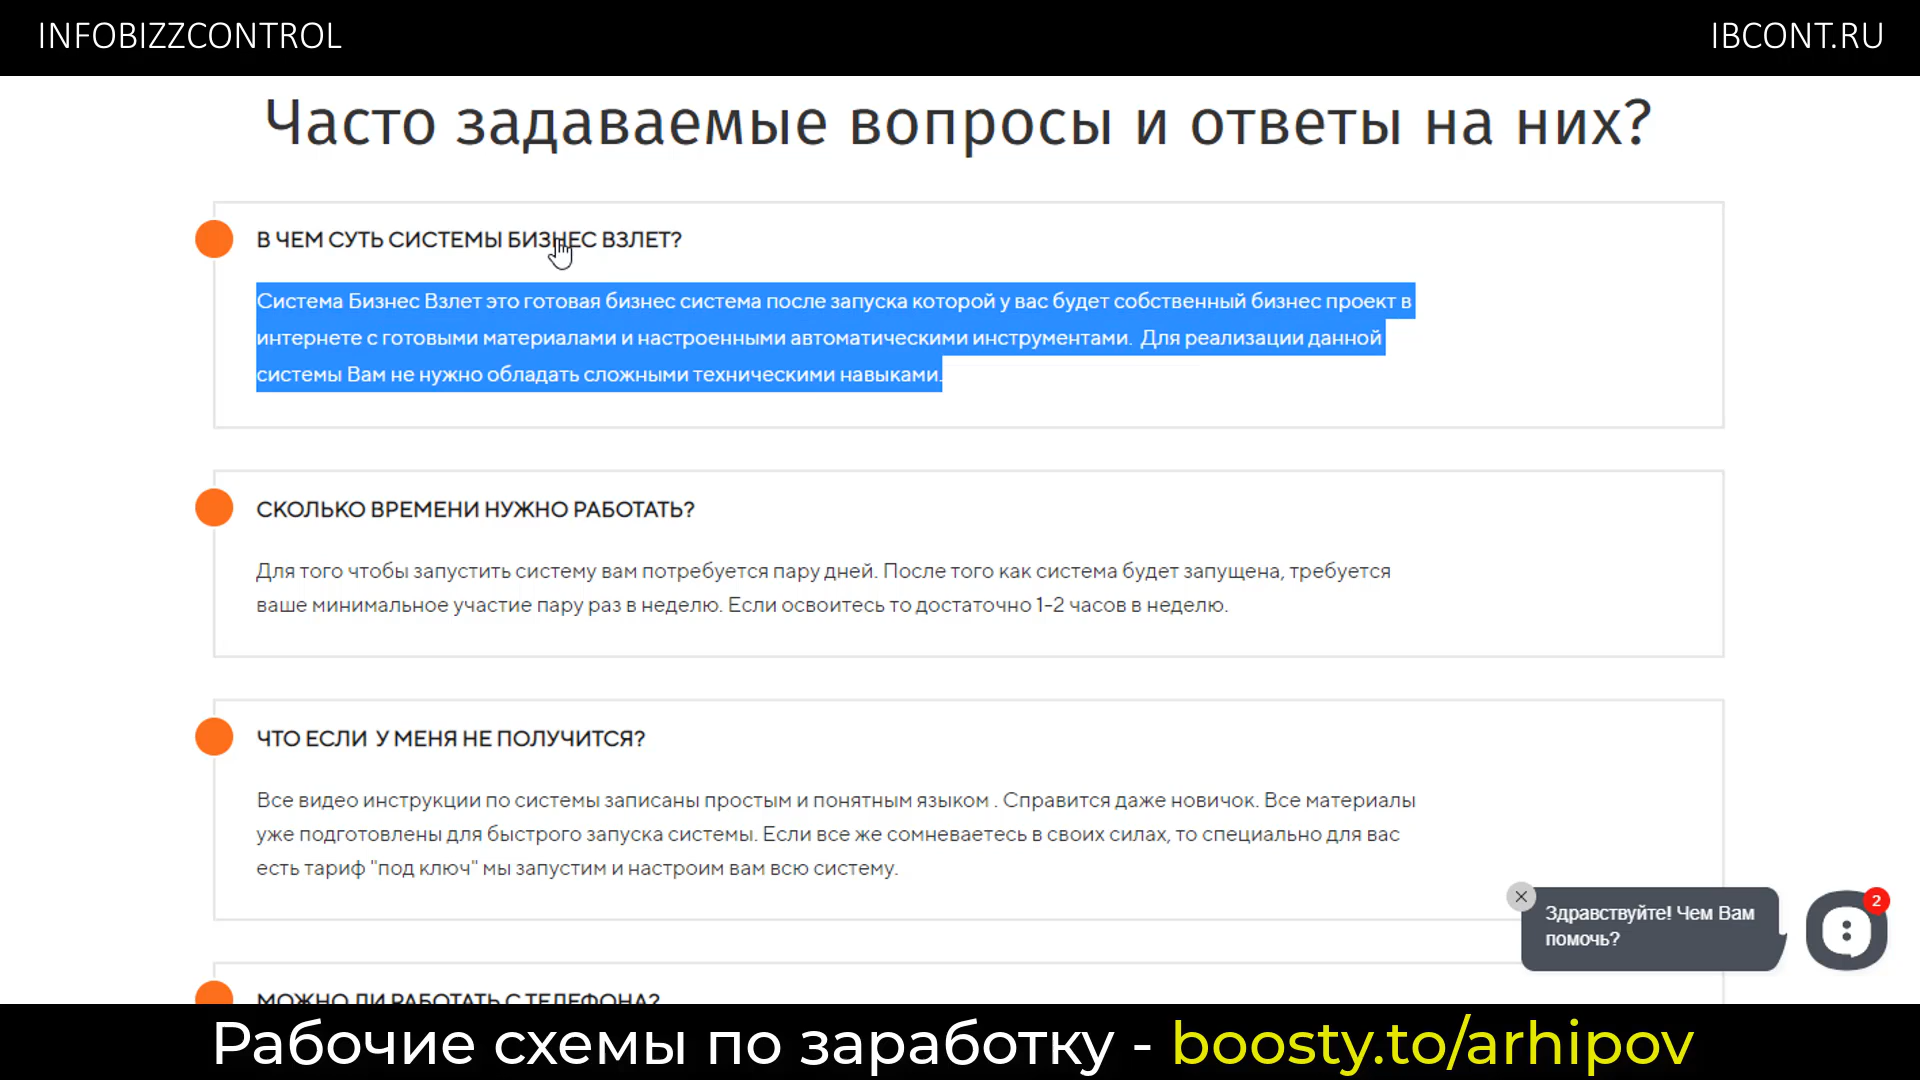 INFOBIZZCONTROL
IBCONT.RU
Часто задаваемые вопросы и ответы на них?
В ЧЕМ СУТЬ СИСТЕМЫ БИЗНЕС ВЗЛЕТ?
Система Бизнес Взлет это готовая бизнес система после запуска которой у вас будет собственный бизнес проект в
интернете с готовыми материалами и настроенными автоматическими инструментами.  Для реализации данной
системы Вам не нужно обладать сложными техническими навыками.
СКОЛЬКО ВРЕМЕНИ НУЖНО РАБОТАТЬ?
Для того чтобы запустить систему вам потребуется пару дней. После того как система будет запущена, требуется
ваше минимальное участие пару раз в неделю. Если освоитесь то достаточно 1-2 часов в неделю.
ЧТО ЕСЛИ  У МЕНЯ НЕ ПОЛУЧИТСЯ?
Все видео инструкции по системы записаны простым и понятным языком . Справится даже новичок. Все материалы
уже подготовлены для быстрого запуска системы. Если все же сомневаетесь в своих силах, то специально для вас
есть тариф "под ключ" мы запустим и настроим вам всю систему.
Здравствуйте! Чем Вам
помочь?
2
МОЖНО ЛИ РАБОТАТЬ С ТЕЛЕФОНА?
Рабочие схемы по заработку - boosty.to/arhipov